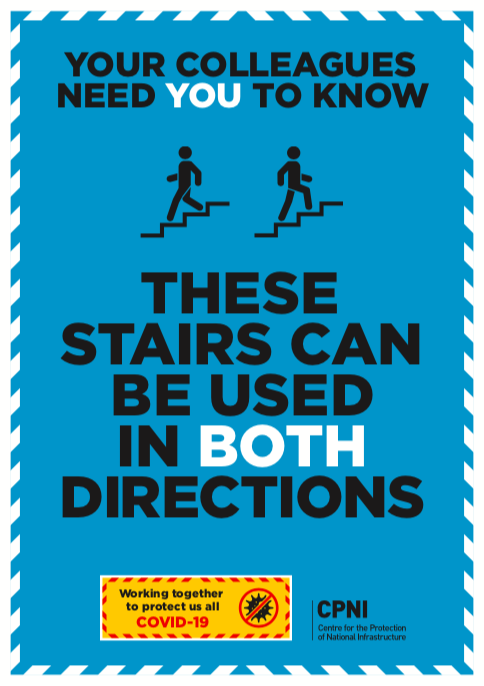 YOUR COLLEAGUES
NEED YOU TO KNOW
THESE
STAIRS CAN
BE USED
IN BOTH
DIRECTIONS
Working together
to protect us all
COVID-19
CPNI
Centre for the Protection
of National Infrastructure